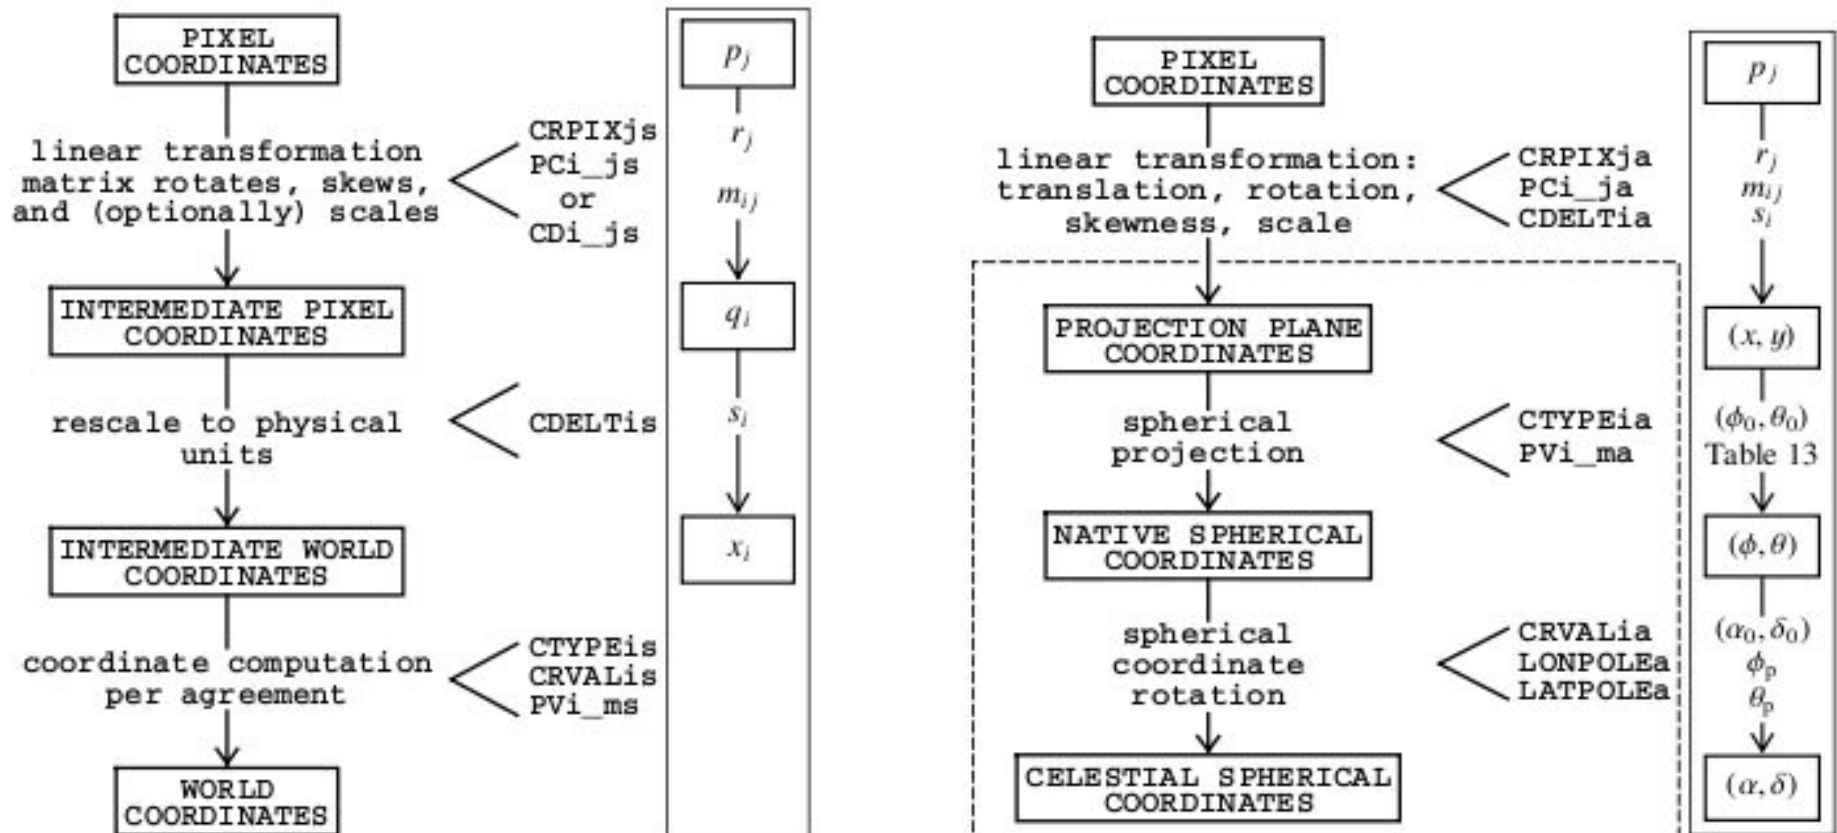 PIXEL
COORDINATES
linear transformation
matrix rotates, skews,
and (optionally) scales
CRPIXjs
PCi_js
or
CDi_js
INTERMEDIATE PIXEL
COORDINATES
rescale to physical
units
CDELTis
INTERMEDIATE WORLD
COORDINATES
coordinate computation
per agreement
CTYPEis
CRVALis
PVi_ms
WORLD
COORDINATES
p_j
r_j
m_ij
q_i
s_i
x_i
PIXEL
COORDINATES
linear transformation:
translation, rotation,
skewness, scale
CRPIXja
PCi_ja
CDELTia
PROJECTION PLANE
COORDINATES
spherical
projection
CTYPEia
PVi_ma
NATIVE SPHERICAL
COORDINATES
spherical
coordinate
rotation
CRVALia
LONPOLEa
LATPOLEa
CELESTIAL SPHERICAL
COORDINATES
p_j
r_j
m_ij
s_i
(x, y)
(ϕ₀, θ₀)
Table 13
(ϕ, θ)
(α₀, δ₀)
ϕ_p
θ_p
(α, δ)